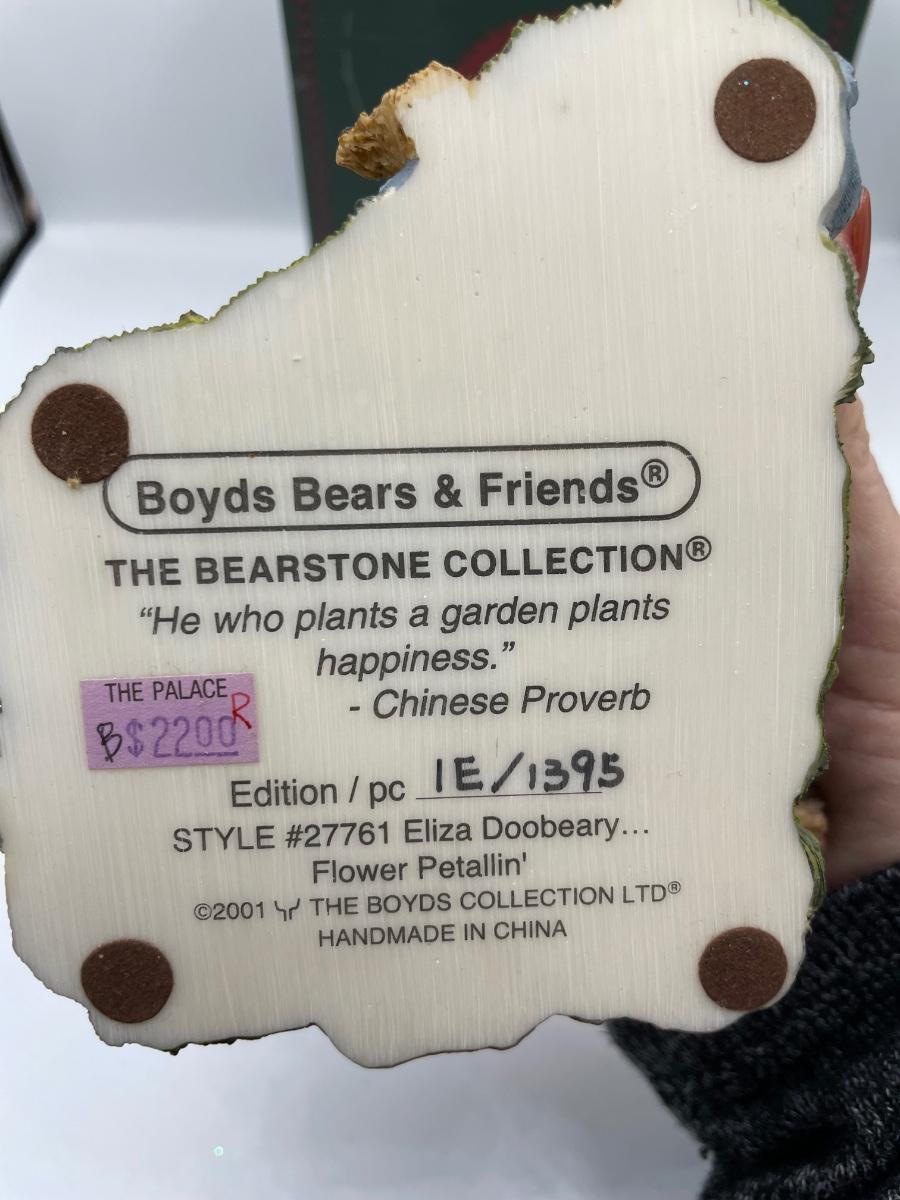 Boyds Bears & Friends®
THE BEARSTONE COLLECTION®
“He who plants a garden plants
happiness.”
- Chinese Proverb
THE PALACE
B $2200 R
Edition / pc 1E/1395
STYLE #27761 Eliza Doobeary...
Flower Petallin'
©2001 THE BOYDS COLLECTION LTD®
HANDMADE IN CHINA